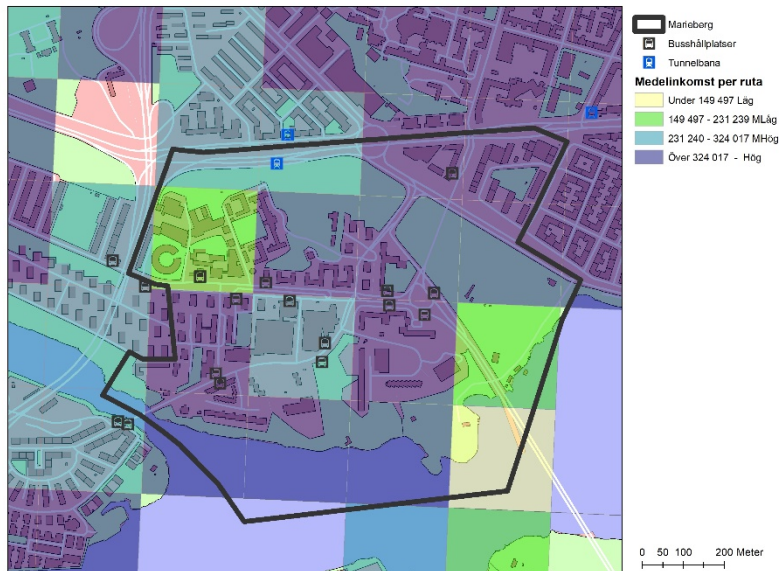 Marieberg
Busshållplatser
Tunnelbana
Medelinkomst per ruta
Under 149 497 Låg
149 497 - 231 239 MLåg
231 240 - 324 017 MHög
Över 324 017 - Hög
0 50 100 200 Meter